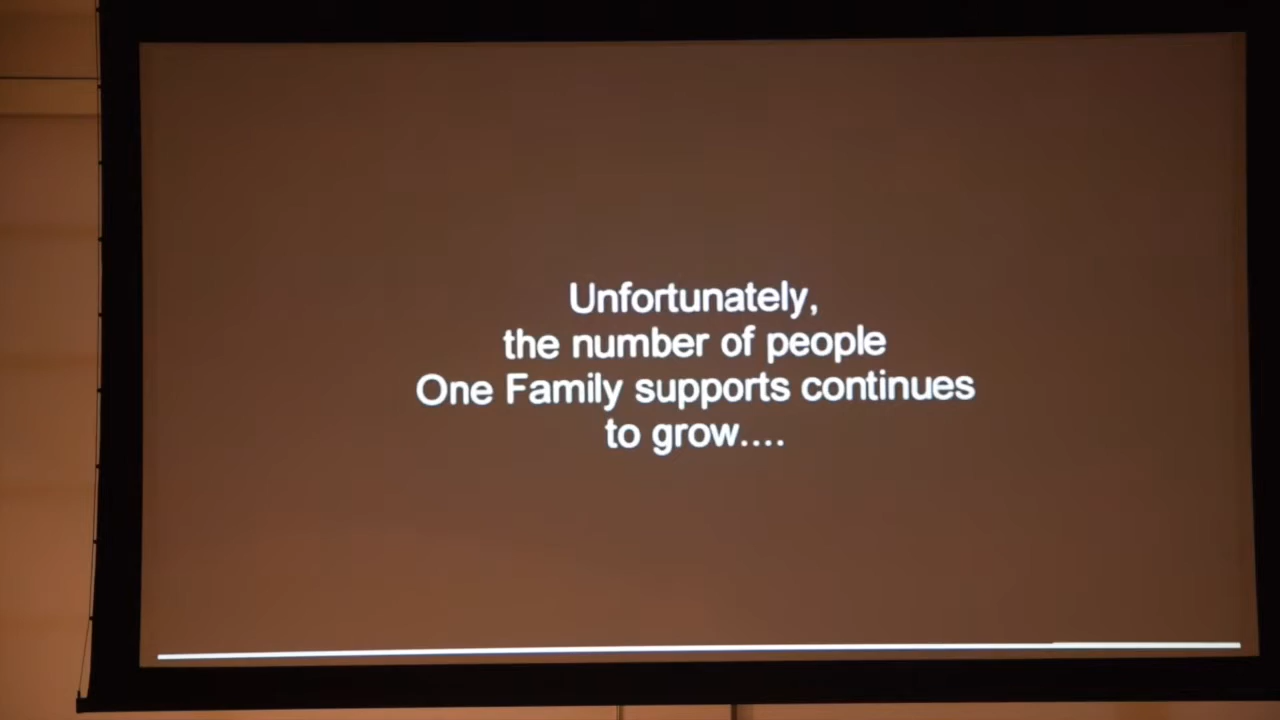 Unfortunately,
the number of people
One Family supports continues
to grow....